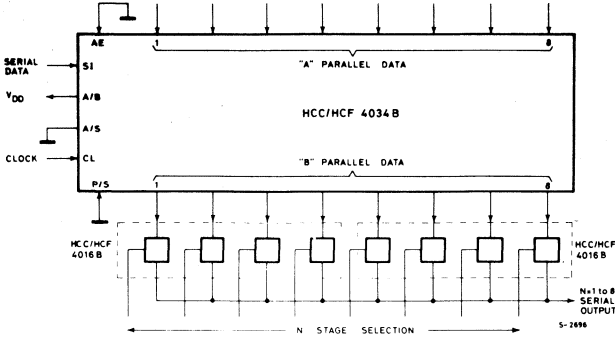 AE
1
8
SERIAL
DATA
SI
"A" PARALLEL DATA
VDD
A/B
HCC/HCF 4034B
A/S
CLOCK
CL
"B" PARALLEL DATA
P/S
1
8
HCC/HCF
4016B
HCC/HCF
4016B
N=1 to 8
SERIAL
OUTPUT
N STAGE SELECTION
S-2696